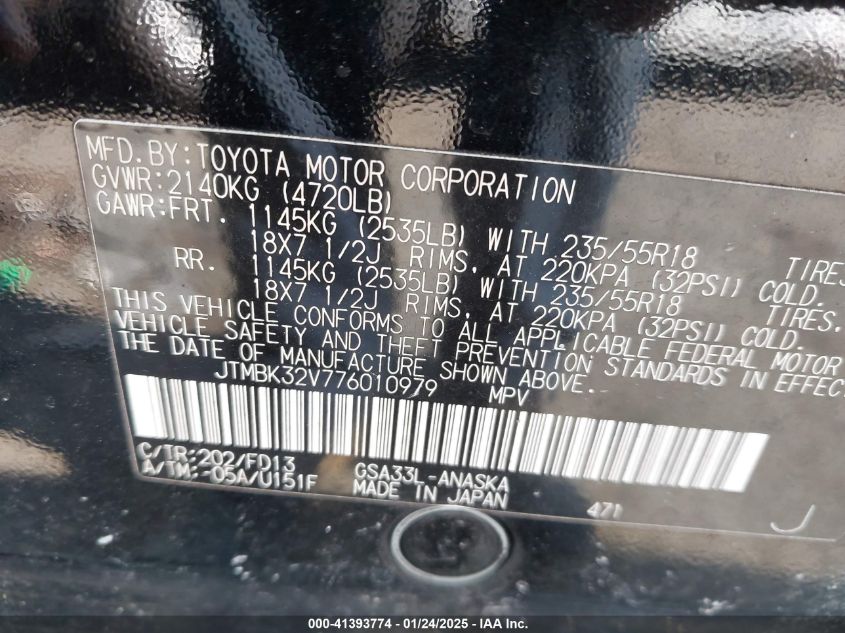 MFD.BY:TOYOTA MOTOR CORPORATION
GVWR:2140KG (4720LB)
GAWR:FRT. 1145KG (2535LB) WITH 235/55R18 TIRES
18X7 1/2J RIMS, AT 220KPA (32PSI) COLD.
RR. 1145KG (2535LB) WITH 235/55R18 TIRES,
18X7 1/2J RIMS, AT 220KPA (32PSI) COLD.
THIS VEHICLE CONFORMS TO ALL APPLICABLE FEDERAL MOTOR
VEHICLE SAFETY AND THEFT PREVENTION STANDARDS IN EFFECT
THE DATE OF MANUFACTURE SHOWN ABOVE.
JTMBK32V776010979 MPV
C/TR:202/FD13 GSA33L-ANASKA
A/TM:-05A/U151F MADE IN JAPAN 471 J
000-41393774 - 01/24/2025 - IAA Inc.